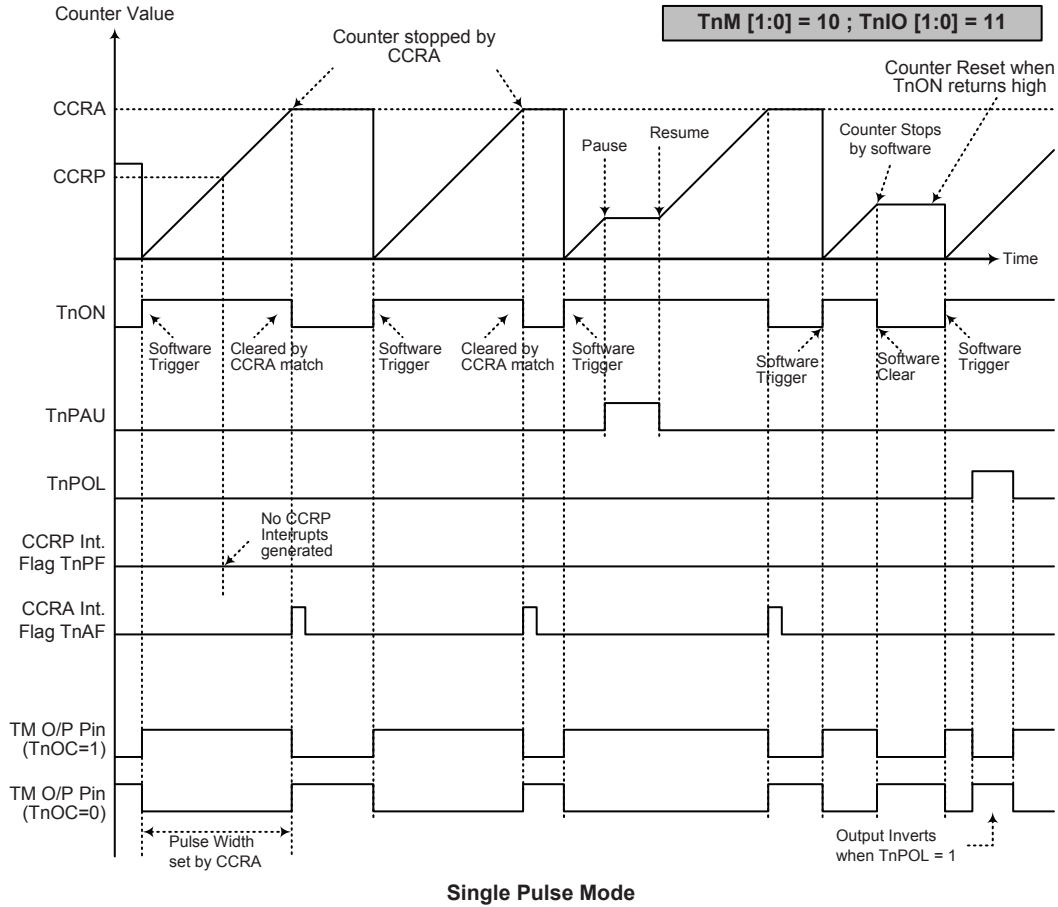 Counter Value
TnM [1:0] = 10 ; TnIO [1:0] = 11
Counter stopped by
CCRA
Counter Reset when
TnON returns high
CCRA
Pause
Resume
Counter Stops
by software
CCRP
Time
TnON
Software
Trigger
Cleared by
CCRA match
Software
Trigger
Cleared by
CCRA match
Software
Trigger
Software
Trigger
Software
Clear
Software
Trigger
TnPAU
TnPOL
No CCRP
Interrupts
generated
CCRP Int.
Flag TnPF
CCRA Int.
Flag TnAF
TM O/P Pin
(TnOC=1)
TM O/P Pin
(TnOC=0)
Pulse Width
set by CCRA
Output Inverts
when TnPOL = 1
Single Pulse Mode